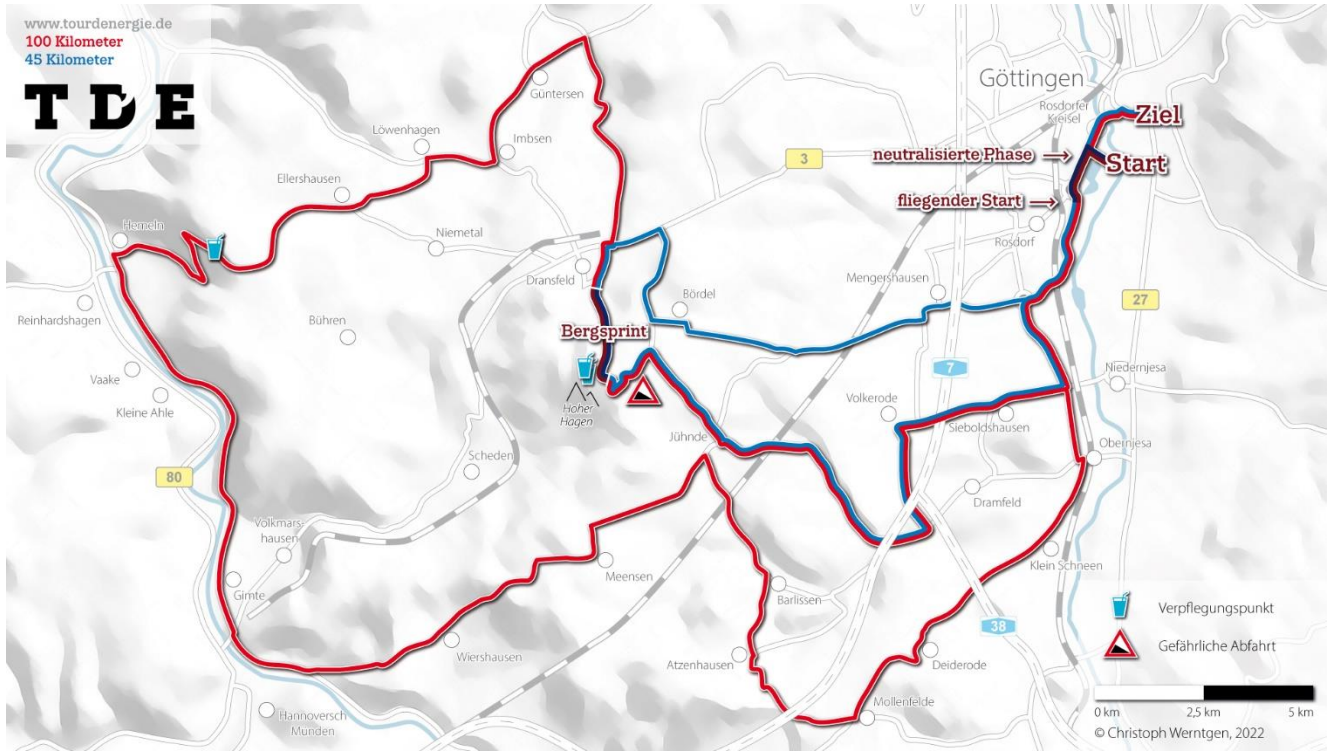 www.tourdenergie.de
100 Kilometer
45 Kilometer
TDE
Göttingen
Rosdorfer
Kreisel
Ziel
neutralisierte Phase →
Start
fliegender Start →
Rosdorf
3
Güntersen
Löwenhagen
Imbsen
Ellershausen
Hemeln
Niemetal
Dransfeld
Mengershausen
27
Reinhardshagen
Bördel
Bühren
Bergsprint
7
Vaake
Kleine Ahle
Hoher
Hagen
Volkerode
Niedernjesa
Sieboldshausen
Jühnde
Obernjesa
Scheden
80
Dramfeld
Volkmars-
hausen
Klein Schneen
Meensen
Gimte
Barlissen
38
Wiershausen
Atzenhausen
Deiderode
Mollenfelde
Hannoversch
Münden
Verpflegungspunkt
Gefährliche Abfahrt
0 km
2,5 km
5 km
© Christoph Werntgen, 2022